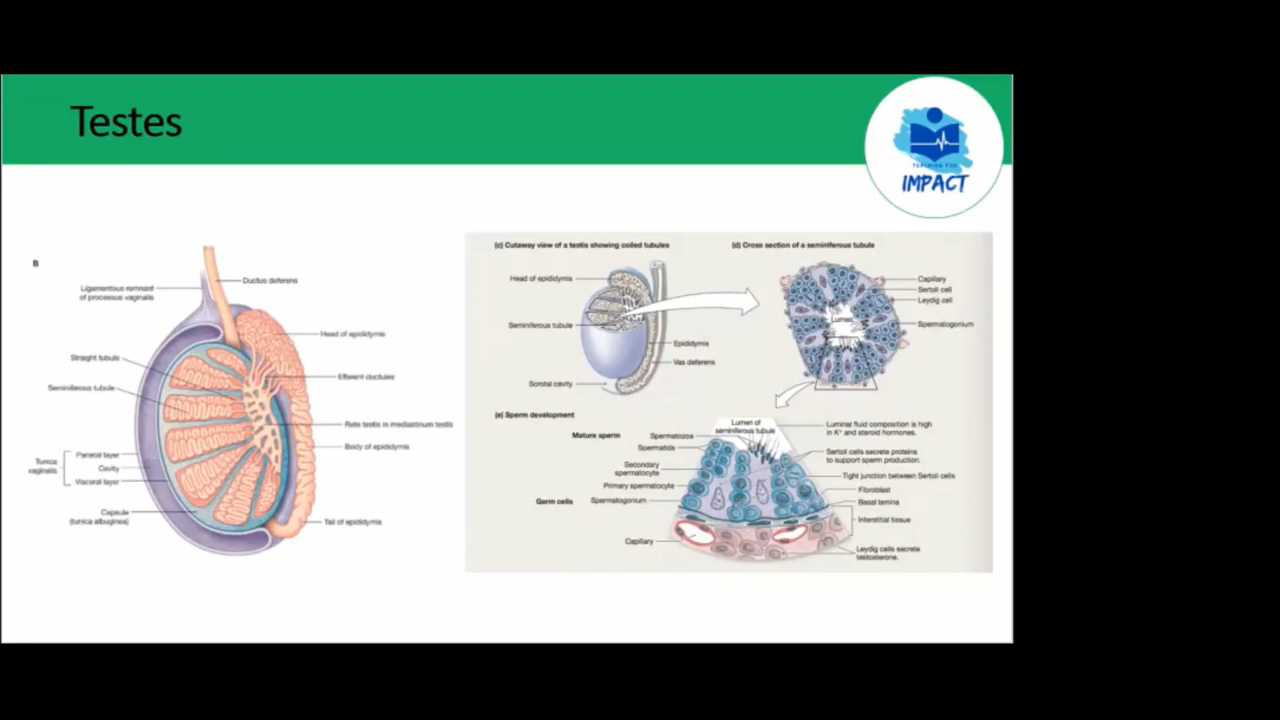 Testes
TRAINING FOR
IMPACT
B
Ductus deferens
Ligamentous remnant
of processus vaginalis
Head of epididymis
Straight tubule
Efferent ductules
Seminiferous tubule
Rete testis in mediastinum testis
Body of epididymis
Tunica
vaginalis
Parietal layer
Cavity
Visceral layer
Capsule
(tunica albuginea)
Tail of epididymis
(c) Cutaway view of a testis showing coiled tubules
Head of epididymis
Seminiferous tubule
Epididymis
Vas deferens
Scrotal cavity
(d) Cross section of a seminiferous tubule
Capillary
Sertoli cell
Leydig cell
Lumen
Spermatogonium
(e) Sperm development
Lumen of
seminiferous tubule
Mature sperm
Spermatozoa
Spermatids
Secondary
spermatocyte
Primary spermatocyte
Germ cells
Spermatogonium
Capillary
Luminal fluid composition is high
in K+ and steroid hormones.
Sertoli cells secrete proteins
to support sperm production.
Tight junction between Sertoli cells
Fibroblast
Basal lamina
Interstitial tissue
Leydig cells secrete
testosterone.